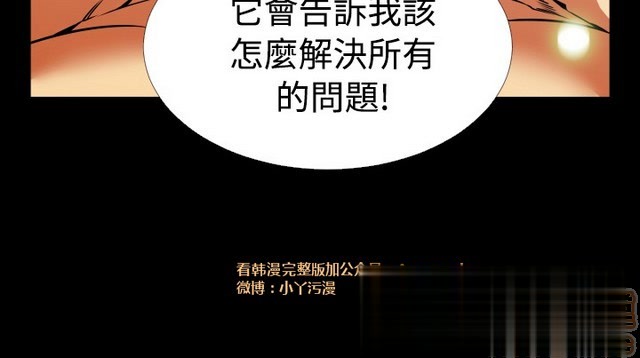 它會告訴我該
怎麼解決所有
的問題!
看韩漫完整版加公众号
微博：小丫污漫